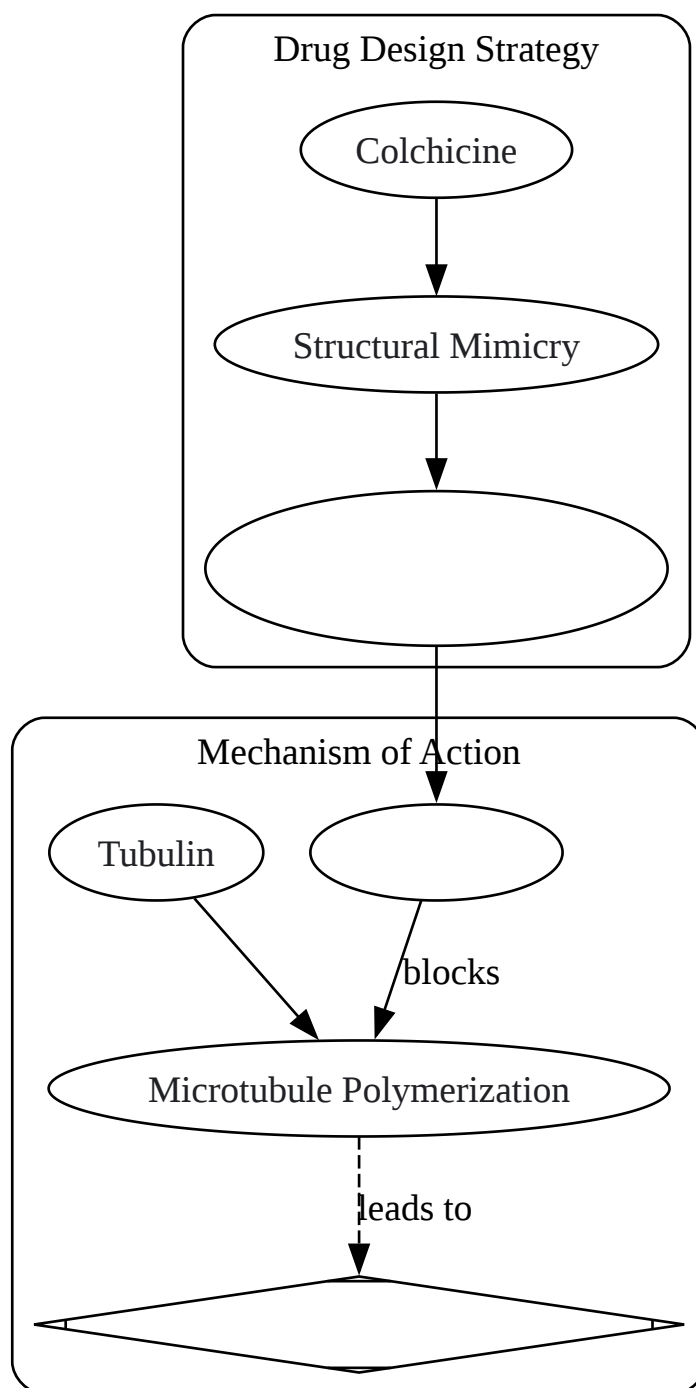 Drug Design Strategy
Colchicine
Structural Mimicry
Mechanism of Action
Tubulin
blocks
Microtubule Polymerization
leads to